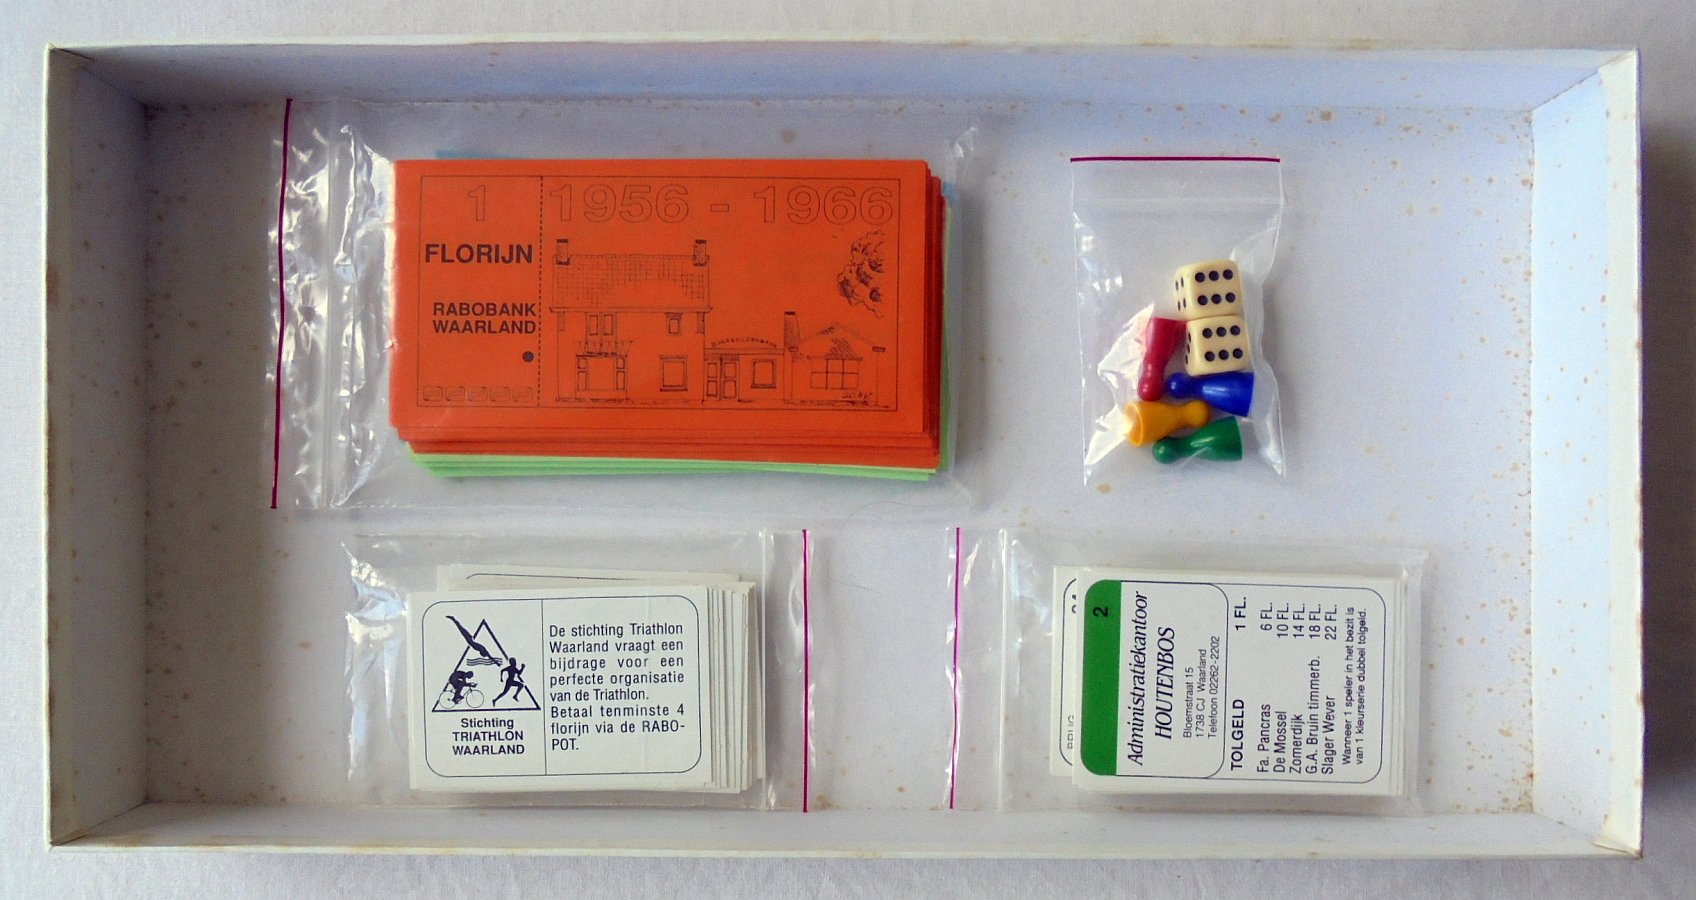 1
1956 - 1966
FLORIJN
RABOBANK
WAARLAND
Stichting
TRIATHLON
WAARLAND
De stichting Triathlon
Waarland vraagt een
bijdrage voor een
perfecte organisatie
van de Triathlon.
Betaal tenminste 4
florijn via de RABO-
POT.
2
Administratiekantoor
HOUTENBOS
Bloemstraat 15
1738 CJ Waarland
Telefoon 02262-2202
TOLGELD 1 FL.
Fa. Pancras 6 FL.
De Mossel 10 FL.
Zomerdijk 14 FL.
G.A. Bruin timmerb. 18 FL.
Slager Wever 22 FL.
Wanneer 1 speler in het bezit is
van 1 kleurserie dubbel tolgeld.